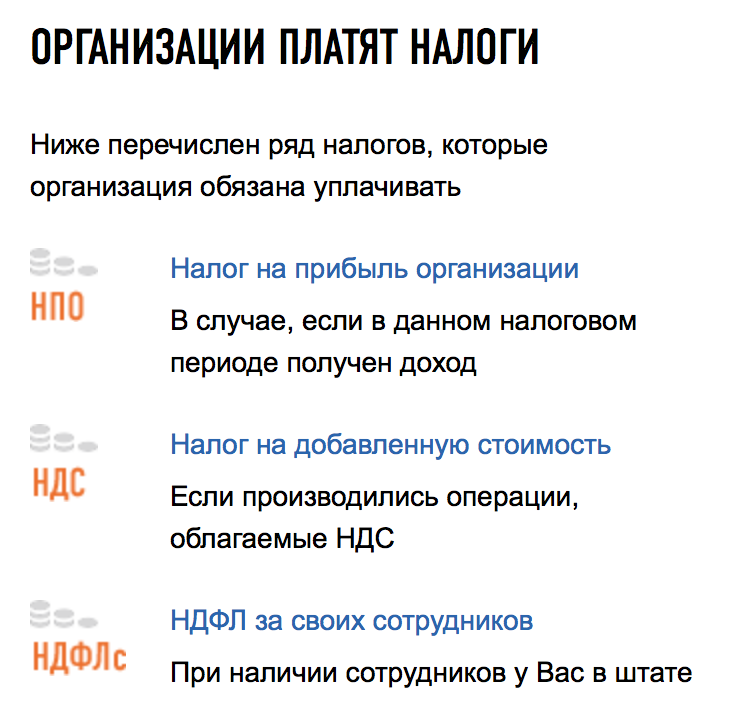 ОРГАНИЗАЦИИ ПЛАТЯТ НАЛОГИ
Ниже перечислен ряд налогов, которые
организация обязана уплачивать
НПО
Налог на прибыль организации
В случае, если в данном налоговом
периоде получен доход
НДС
Налог на добавленную стоимость
Если производились операции,
облагаемые НДС
НДФЛс
НДФЛ за своих сотрудников
При наличии сотрудников у Вас в штате